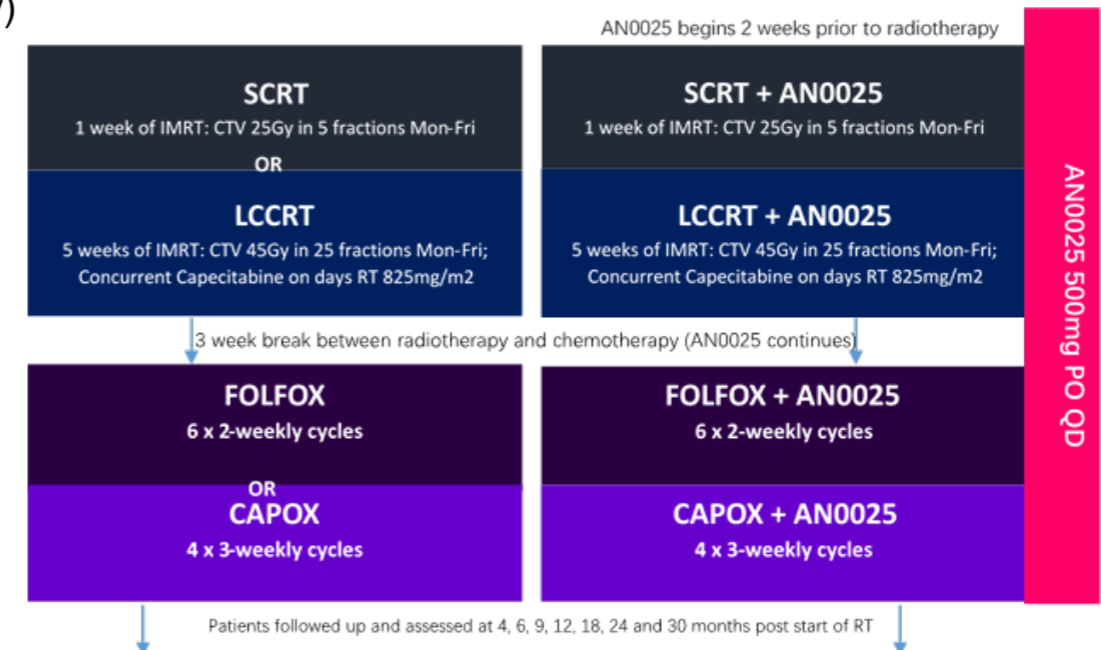 )
AN0025 begins 2 weeks prior to radiotherapy
SCRT
1 week of IMRT: CTV 25Gy in 5 fractions Mon-Fri
OR
LCCRT
5 weeks of IMRT: CTV 45Gy in 25 fractions Mon-Fri;
Concurrent Capecitabine on days RT 825mg/m2
SCRT + AN0025
1 week of IMRT: CTV 25Gy in 5 fractions Mon-Fri
LCCRT + AN0025
5 weeks of IMRT: CTV 45Gy in 25 fractions Mon-Fri;
Concurrent Capecitabine on days RT 825mg/m2
3 week break between radiotherapy and chemotherapy (AN0025 continues)
FOLFOX
6 x 2-weekly cycles
OR
CAPOX
4 x 3-weekly cycles
FOLFOX + AN0025
6 x 2-weekly cycles
CAPOX + AN0025
4 x 3-weekly cycles
AN0025 500mg PO QD
Patients followed up and assessed at 4, 6, 9, 12, 18, 24 and 30 months post start of RT